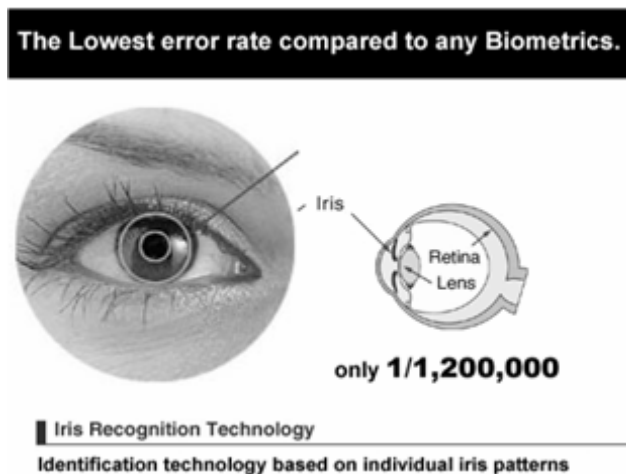 The Lowest error rate compared to any Biometrics.
Iris
Retina
Lens
only 1/1,200,000
Iris Recognition Technology
Identification technology based on individual iris patterns